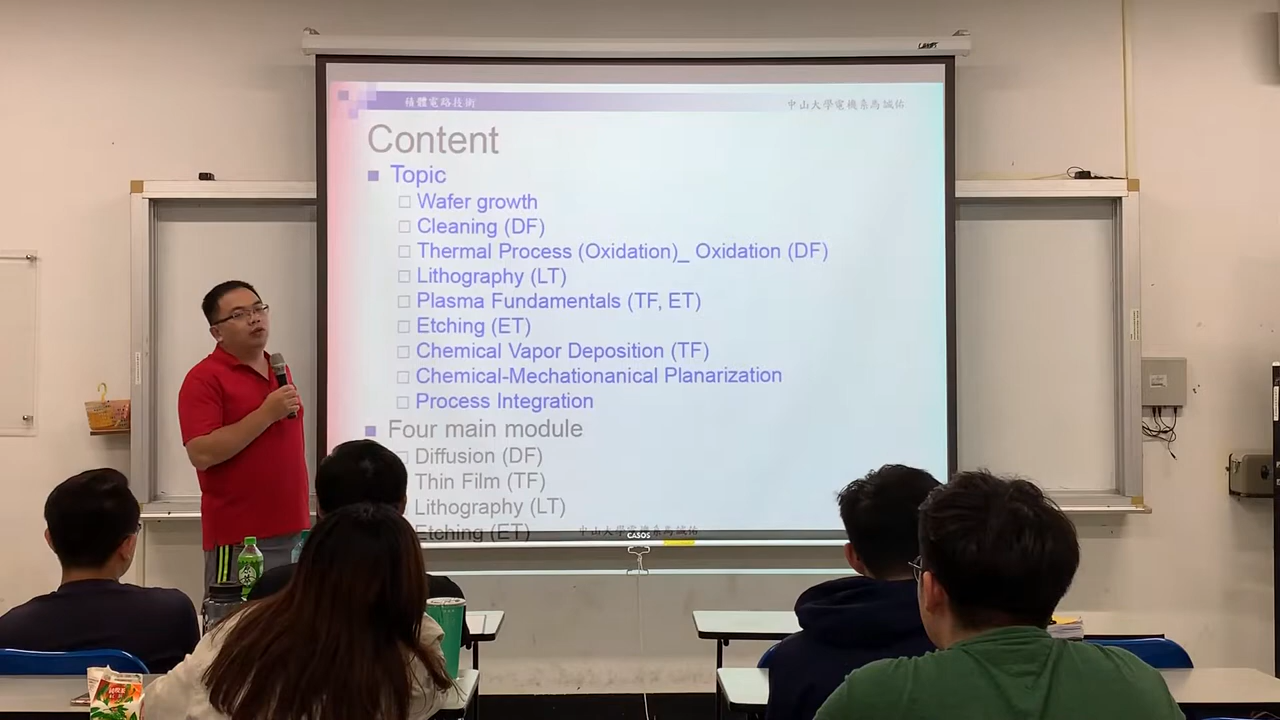 積體電路技術
中山大學電機系馬誠佑
Content
Topic
Wafer growth
Cleaning (DF)
Thermal Process (Oxidation)_ Oxidation (DF)
Lithography (LT)
Plasma Fundamentals (TF, ET)
Etching (ET)
Chemical Vapor Deposition (TF)
Chemical-Mechationanical Planarization
Process Integration
Four main module
Diffusion (DF)
Thin Film (TF)
Lithography (LT)
Etching (ET)
中山大學電機系馬誠佑
CASOS